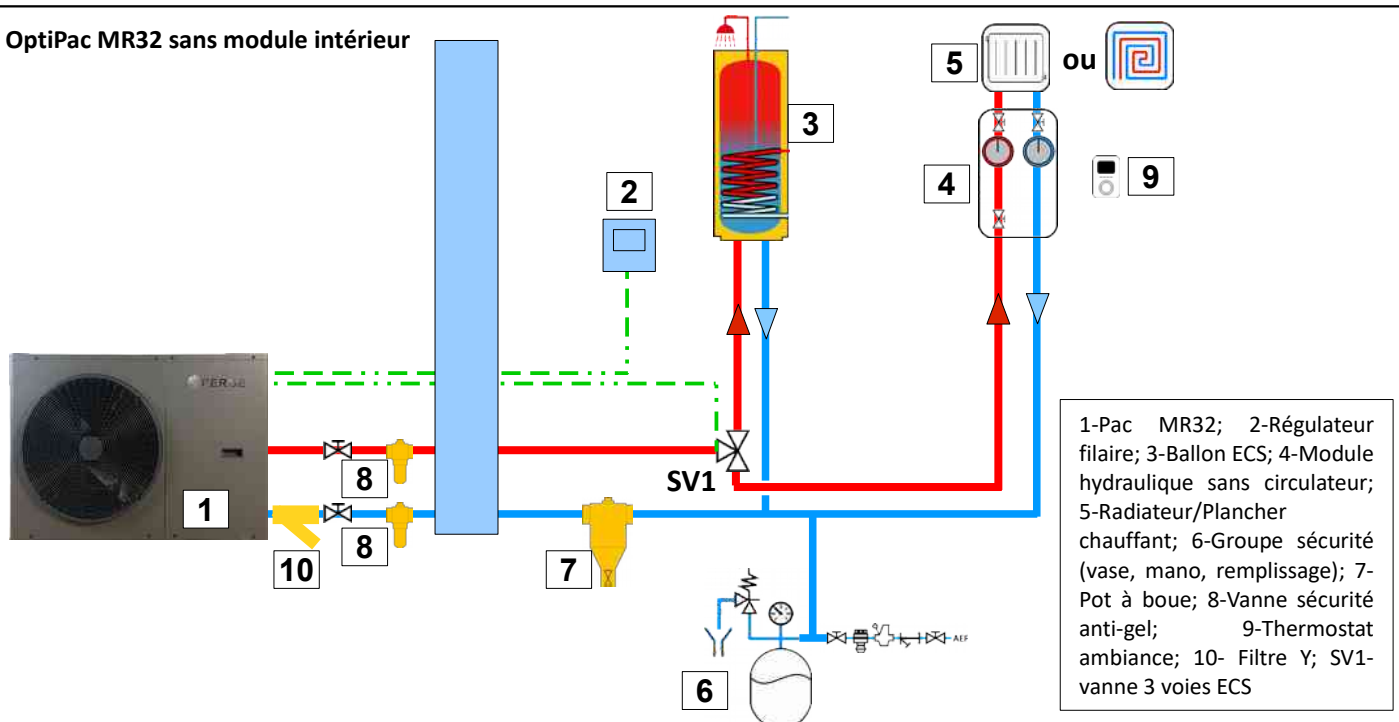 OptiPac MR32 sans module intérieur
5
ou
3
4
9
2
SV1
8
1
8
10
7
6
AEF
1-Pac MR32; 2-Régulateur
filaire; 3-Ballon ECS; 4-Module
hydraulique sans circulateur;
5-Radiateur/Plancher
chauffant; 6-Groupe sécurité
(vase, mano, remplissage); 7-
Pot à boue; 8-Vanne sécurité
anti-gel; 9-Thermostat
ambiance; 10- Filtre Y; SV1-
vanne 3 voies ECS